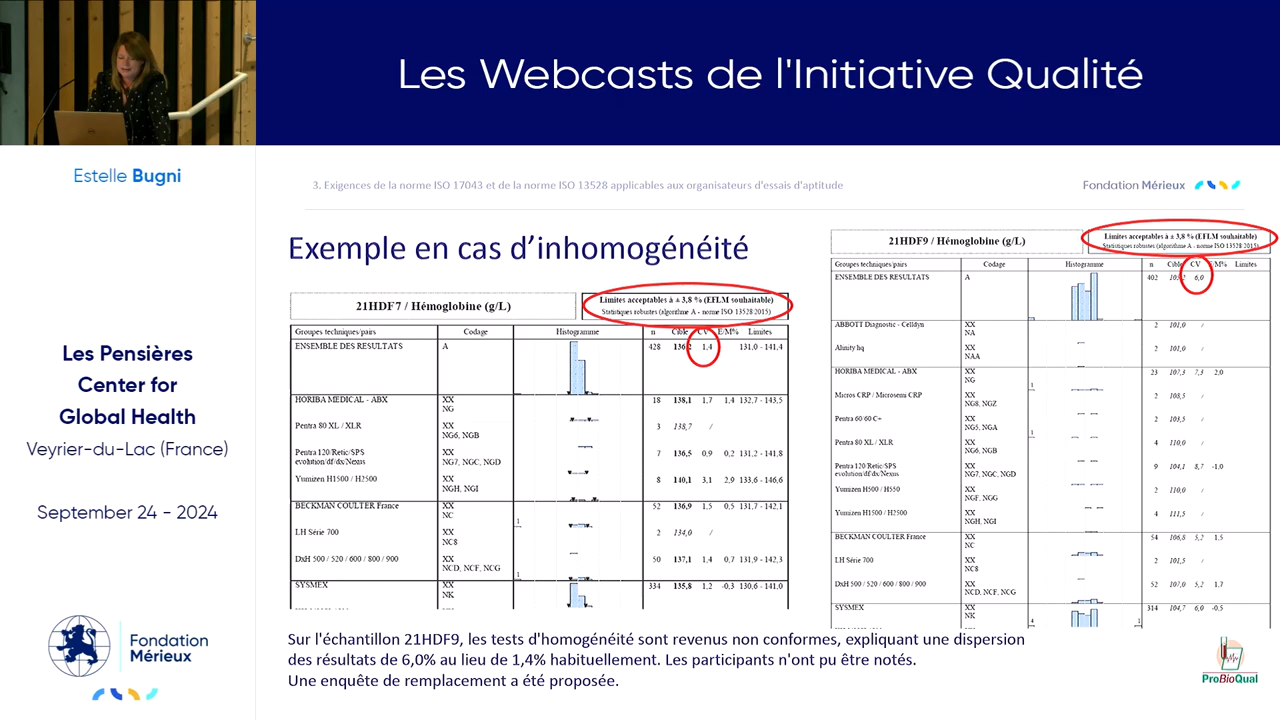 Les Webcasts de l'Initiative Qualité
Estelle Bugni
3. Exigences de la norme ISO 17043 et de la norme ISO 13528 applicables aux organisateurs d'essais d'aptitude
Fondation Mérieux
Exemple en cas d’inhomogénéité
21HDF7 / Hémoglobine (g/L)
Limites acceptables à ± 3,8 % (EFLM souhaitable)
Statistiques robustes (algorithme A - norme ISO 13528:2015)
Groupes techniques/pairs Codage Histogramme n Cible CV E/M% Limites
ENSEMBLE DES RESULTATS A 428 136,2 1,4 131,0 - 141,4
HORIBA MEDICAL - ABX XX 18 138,1 1,7 1,4 132,7 - 143,5
NG
Pentra 80 XL / XLR XX 3 138,7 /
NG6, NGB
Pentra 120/Retic/SPS XX 7 136,5 0,9 0,2 131,2 - 141,8
evolution/df/dx/Nexus NG7, NGC, NGD
Yumizen H1500 / H2500 XX 8 140,1 3,1 2,9 133,6 - 146,6
NGH, NGI
BECKMAN COULTER France XX 52 136,9 1,5 0,5 131,7 - 142,1
NC
1
LH Série 700 XX 2 134,0 /
NC8
DxH 500 / 520 / 600 / 800 / 900 XX 50 137,1 1,4 0,7 131,9 - 142,3
NCD, NCF, NCG
1
SYSMEX XX 334 135,8 1,2 -0,3 130,6 - 141,0
NK
21HDF9 / Hémoglobine (g/L)
Limites acceptables à ± 3,8 % (EFLM souhaitable)
Statistiques robustes (algorithme A - norme ISO 13528:2015)
Groupes techniques/pairs Codage Histogramme n Cible CV E/M% Limites
ENSEMBLE DES RESULTATS A 402 6,0
ABBOTT Diagnostic - Celldyn XX 2 101,0 /
NA
Alinity hq XX 2 101,0 /
NAA
HORIBA MEDICAL - ABX XX 23 107,3 7,3 2,0
NG
1
Micros CRP / Microsemi CRP XX 2 108,5 /
NG8, NGZ
Pentra 60/60 C+ XX 2 103,5 /
NG5, NGA
1
Pentra 80 XL / XLR XX 4 110,0 /
NG6, NGB
Pentra 120/Retic/SPS XX 9 104,1 8,7 -1,0
evolution/df/dx/Nexus NG7, NGC, NGD
Yumizen H500 / H550 XX 2 110,0 /
NGF, NGG
Yumizen H1500 / H2500 XX 4 111,5 /
NGH, NGI
BECKMAN COULTER France XX 54 106,8 5,2 1,5
NC
LH Série 700 XX 2 101,5 /
NC8
DxH 500 / 520 / 600 / 800 / 900 XX 52 107,0 5,2 1,7
NCD, NCF, NCG
SYSMEX XX 4 1 314 104,7 6,0 -0,5
NK
Sur l'échantillon 21HDF9, les tests d'homogénéité sont revenus non conformes, expliquant une dispersion
des résultats de 6,0% au lieu de 1,4% habituellement. Les participants n'ont pu être notés.
Une enquête de remplacement a été proposée.
ProBioQual
Les Pensières
Center for
Global Health
Veyrier-du-Lac (France)
September 24 - 2024
Fondation
Mérieux